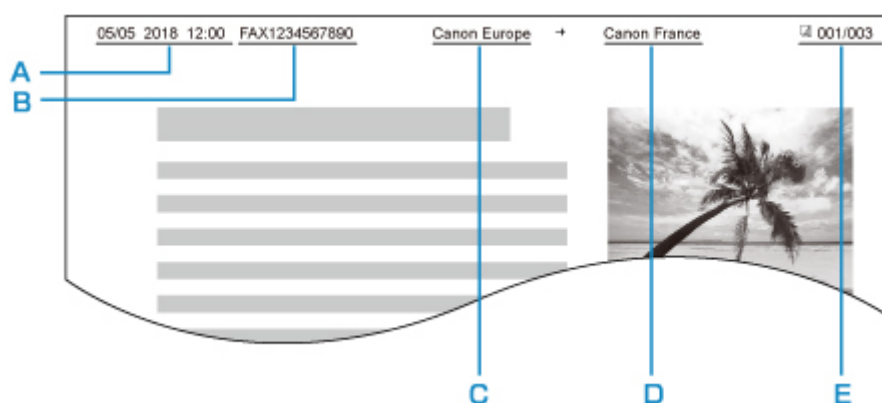 05/05 2018 12:00 FAX1234567890 Canon Europe → Canon France 001/003
A
B
C D E